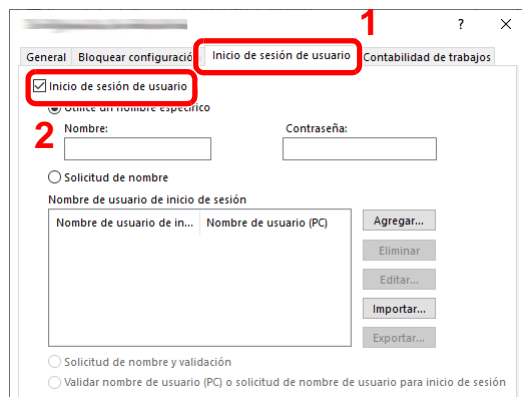 1
? ×
General Bloquear configuració Inicio de sesión de usuario Contabilidad de trabajos
Inicio de sesión de usuario
Utilice un nombre específico
2
Nombre: Contraseña:
Solicitud de nombre
Nombre de usuario de inicio de sesión
Nombre de usuario de in... Nombre de usuario (PC)
Agregar...
Eliminar
Editar...
Importar...
Exportar...
Solicitud de nombre y validación
Validar nombre de usuario (PC) o solicitud de nombre de usuario para inicio de sesión